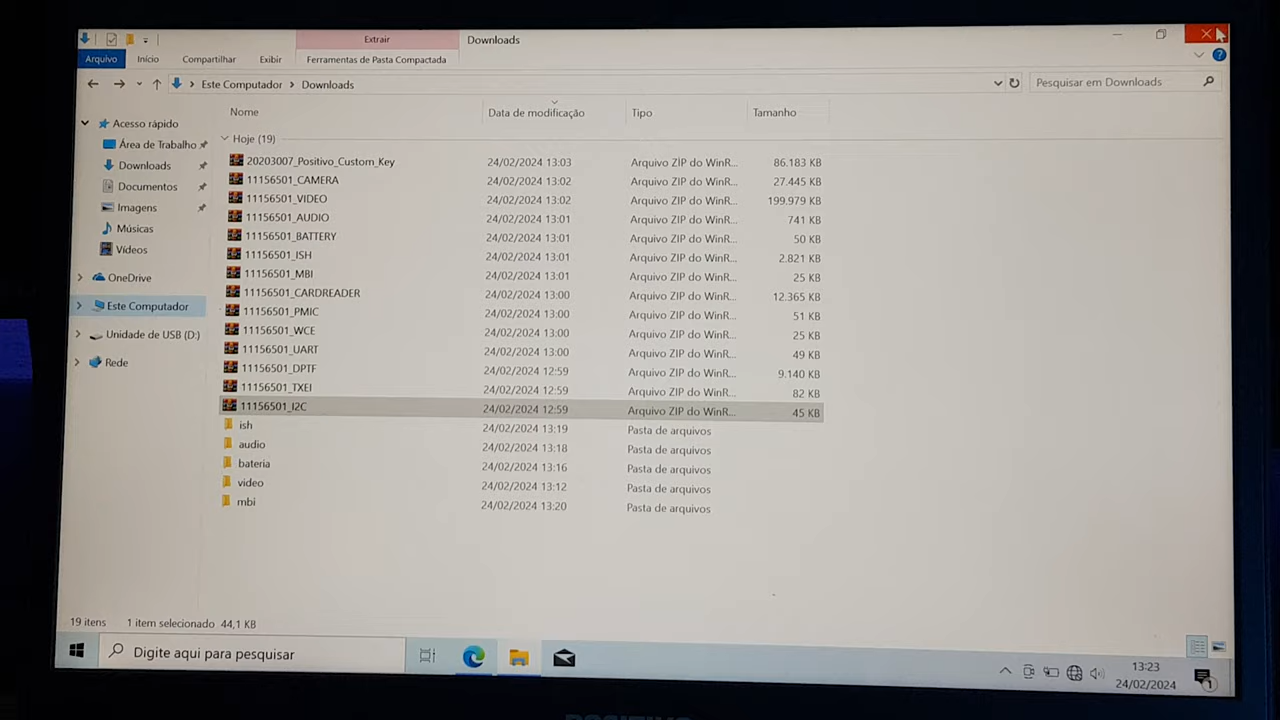 Extrair Downloads
Arquivo Início Compartilhar Exibir Ferramentas de Pasta Compactada
Este Computador Downloads Pesquisar em Downloads
Nome Data de modificação Tipo Tamanho
Acesso rápido Hoje (19)
Área de Trabalho 20203007_Positivo_Custom_Key 24/02/2024 13:03 Arquivo ZIP do WinR... 86.183 KB
Downloads 11156501_CAMERA 24/02/2024 13:02 Arquivo ZIP do WinR... 27.445 KB
Documentos 11156501_VIDEO 24/02/2024 13:02 Arquivo ZIP do WinR... 199.979 KB
Imagens 11156501_AUDIO 24/02/2024 13:01 Arquivo ZIP do WinR... 741 KB
Músicas 11156501_BATTERY 24/02/2024 13:01 Arquivo ZIP do WinR... 50 KB
Vídeos 11156501_ISH 24/02/2024 13:01 Arquivo ZIP do WinR... 2.821 KB
OneDrive 11156501_MBI 24/02/2024 13:01 Arquivo ZIP do WinR... 25 KB
11156501_CARDREADER 24/02/2024 13:00 Arquivo ZIP do WinR... 12.365 KB
Este Computador 11156501_PMIC 24/02/2024 13:00 Arquivo ZIP do WinR... 51 KB
Unidade de USB (D:) 11156501_WCE 24/02/2024 13:00 Arquivo ZIP do WinR... 25 KB
11156501_UART 24/02/2024 13:00 Arquivo ZIP do WinR... 49 KB
Rede 11156501_DPTF 24/02/2024 12:59 Arquivo ZIP do WinR... 9.140 KB
11156501_TXEI 24/02/2024 12:59 Arquivo ZIP do WinR... 82 KB
11156501_I2C 24/02/2024 12:59 Arquivo ZIP do WinR... 45 KB
ish 24/02/2024 13:19 Pasta de arquivos
audio 24/02/2024 13:18 Pasta de arquivos
bateria 24/02/2024 13:16 Pasta de arquivos
video 24/02/2024 13:12 Pasta de arquivos
mbi 24/02/2024 13:20 Pasta de arquivos
19 itens 1 item selecionado 44,1 KB
Digite aqui para pesquisar
13:23
24/02/2024
1